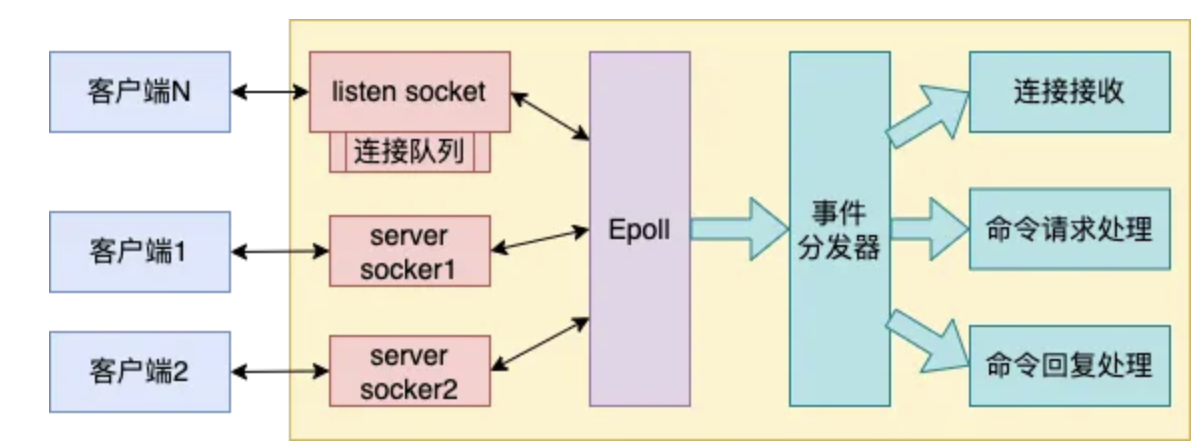 客户端N
listen socket
连接队列
客户端1
server
socker1
客户端2
server
socker2
Epoll
事件
分发器
连接接收
命令请求处理
命令回复处理